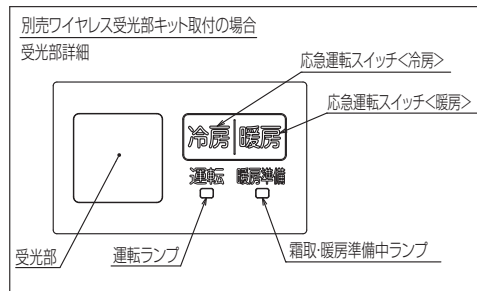 別売ワイヤレス受光部キット取付の場合
受光部詳細
応急運転スイッチ<冷房>
応急運転スイッチ<暖房>
冷房 暖房
運転 暖房準備
受光部
運転ランプ
霜取･暖房準備中ランプ